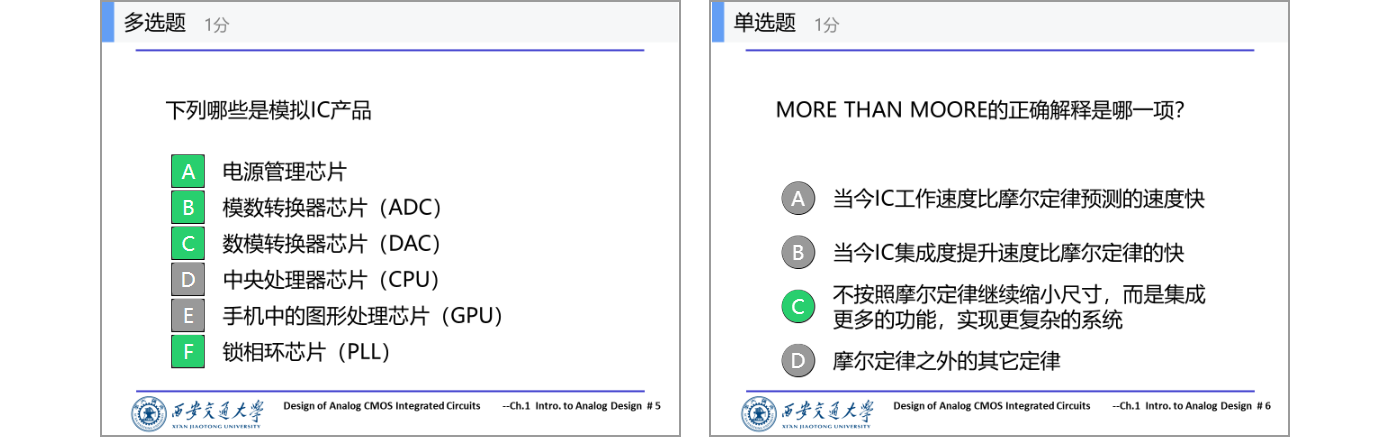 多选题 1分
下列哪些是模拟IC产品
A 电源管理芯片
B 模数转换器芯片（ADC）
C 数模转换器芯片（DAC）
D 中央处理器芯片（CPU）
E 手机中的图形处理芯片（GPU）
F 锁相环芯片（PLL）
西安交通大学
XI'AN JIAOTONG UNIVERSITY
Design of Analog CMOS Integrated Circuits --Ch.1 Intro. to Analog Design # 5
单选题 1分
MORE THAN MOORE的正确解释是哪一项？
A 当今IC工作速度比摩尔定律预测的速度快
B 当今IC集成度提升速度比摩尔定律的快
C 不按照摩尔定律继续缩小尺寸，而是集成
更多的功能，实现更复杂的系统
D 摩尔定律之外的其它定律
西安交通大学
XI'AN JIAOTONG UNIVERSITY
Design of Analog CMOS Integrated Circuits --Ch.1 Intro. to Analog Design # 6